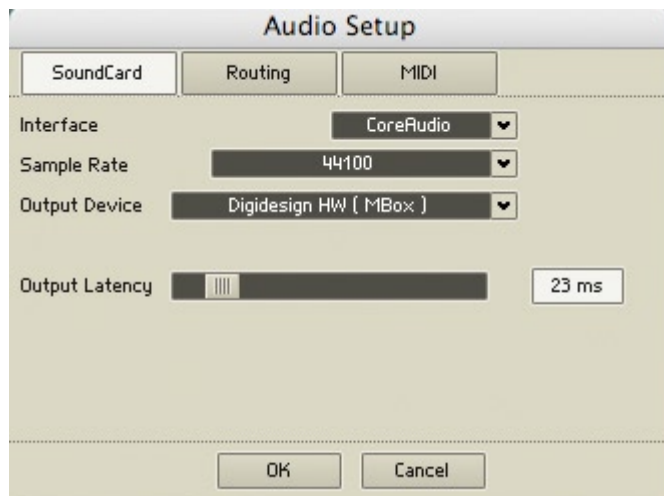 Audio Setup
SoundCard Routing MIDI
Interface CoreAudio
Sample Rate 44100
Output Device Digidesign HW ( MBox )
Output Latency 23 ms
OK Cancel